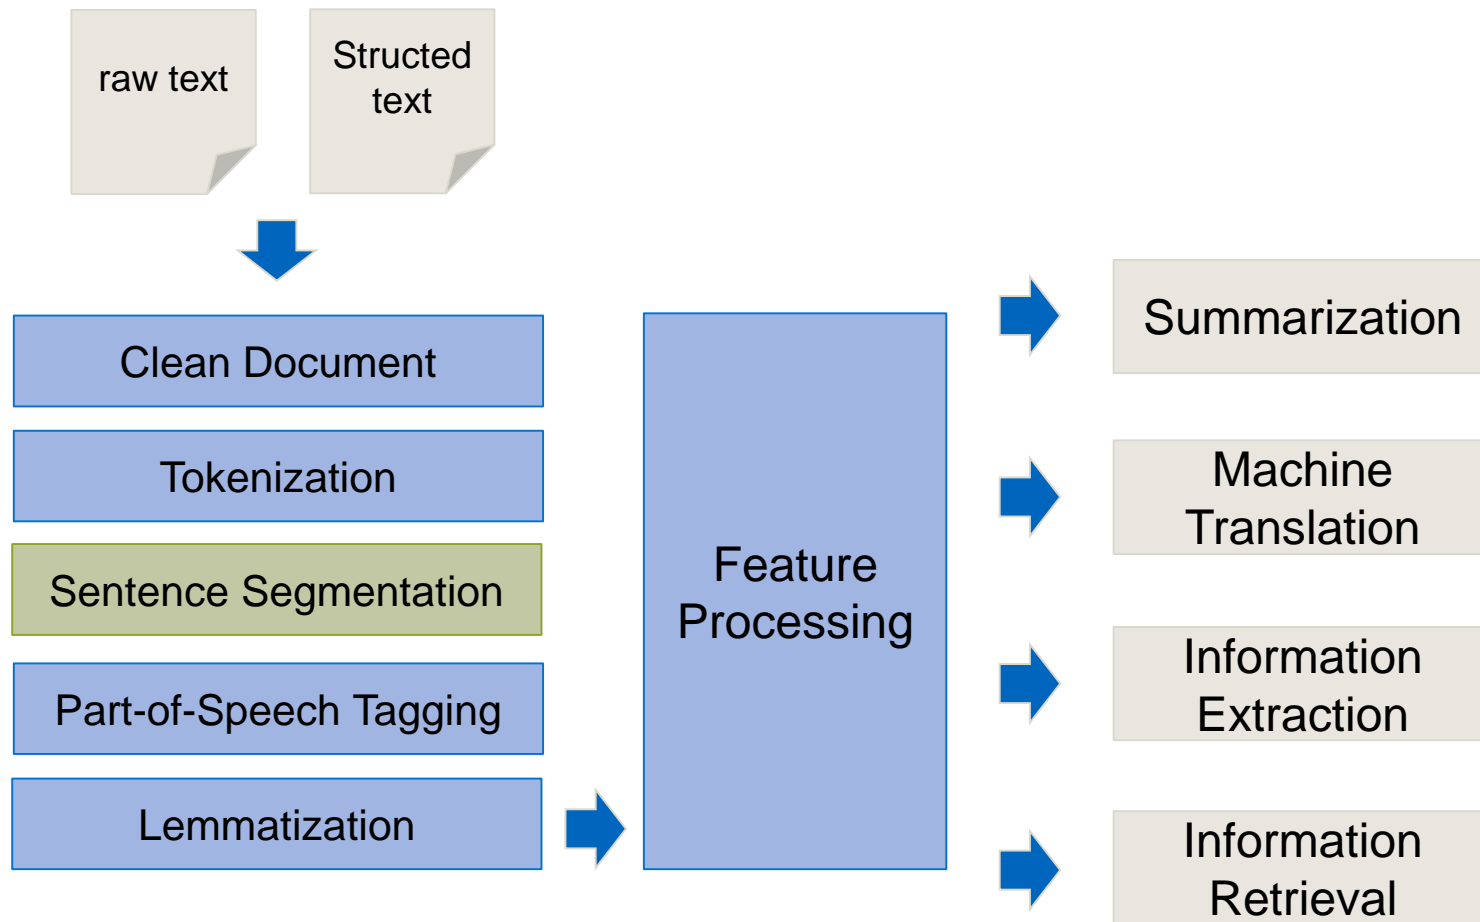 raw text
Structed
text
Clean Document
Tokenization
Sentence Segmentation
Part-of-Speech Tagging
Lemmatization
Feature
Processing
Summarization
Machine
Translation
Information
Extraction
Information
Retrieval